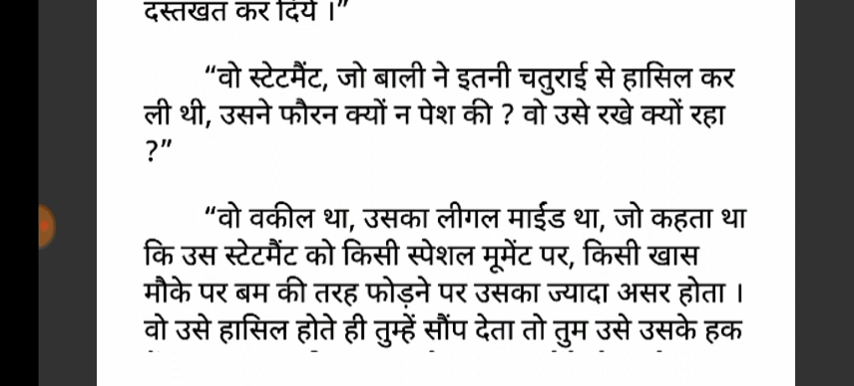 दस्तखत कर दिये ।”
“वो स्टेटमैंट, जो बाली ने इतनी चतुराई से हासिल कर
ली थी, उसने फौरन क्यों न पेश की ? वो उसे रखे क्यों रहा
?”
“वो वकील था, उसका लीगल माईंड था, जो कहता था
कि उस स्टेटमैंट को किसी स्पेशल मूमेंट पर, किसी खास
मौके पर बम की तरह फोड़ने पर उसका ज्यादा असर होता ।
वो उसे हासिल होते ही तुम्हें सौंप देता तो तुम उसे उसके हक